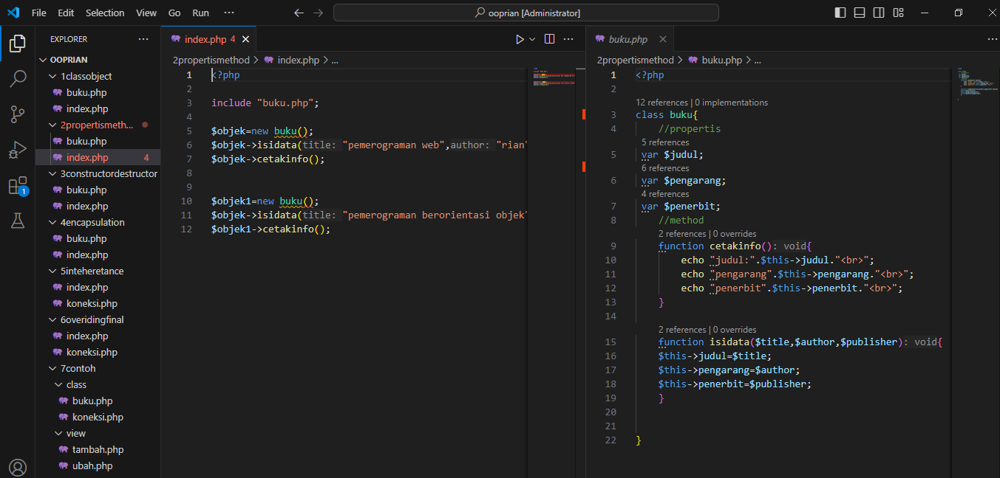 File Edit Selection View Go Run ··· ooprian [Administrator]
EXPLORER ···
OOPRIAN
1classobject
buku.php
index.php
2propertismeth...
buku.php
index.php 4
3constructordestructor
buku.php
index.php
4encapsulation
buku.php
index.php
5inteheretance
index.php
koneksi.php
6overidingfinal
index.php
koneksi.php
7contoh
class
buku.php
koneksi.php
view
tambah.php
ubah.php
1
index.php 4
2propertismethod > index.php > ...
1 <?php
2
3 include "buku.php";
4
5 $objek=new buku();
6 $objek->isidata(title: "pemerograman web",author: "rian"
7 $objek->cetakinfo();
8
9
10 $objek1=new buku();
11 $objek->isidata(title: "pemerograman berorientasi objek"
12 $objek1->cetakinfo();
buku.php
2propertismethod > buku.php > ...
1 <?php
2
12 references | 0 implementations
3 class buku{
4 //propertis
5 references
5 var $judul;
6 references
6 var $pengarang;
4 references
7 var $penerbit;
8 //method
2 references | 0 overrides
9 function cetakinfo(): void{
10 echo "judul:".$this->judul."<br>";
11 echo "pengarang".$this->pengarang."<br>";
12 echo "penerbit".$this->penerbit."<br>";
13 }
14
2 references | 0 overrides
15 function isidata($title,$author,$publisher): void{
16 $this->judul=$title;
17 $this->pengarang=$author;
18 $this->penerbit=$publisher;
19 }
20
21
22 }